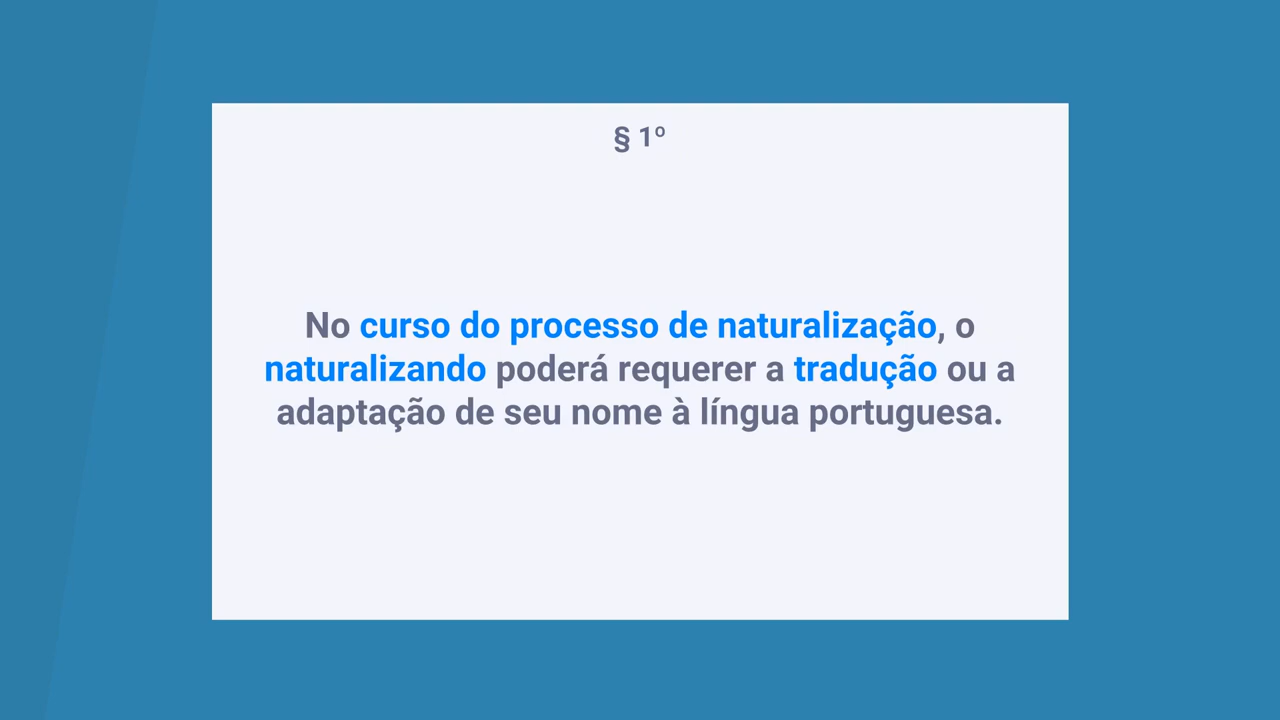 § 1º
No curso do processo de naturalização, o
naturalizando poderá requerer a tradução ou a
adaptação de seu nome à língua portuguesa.